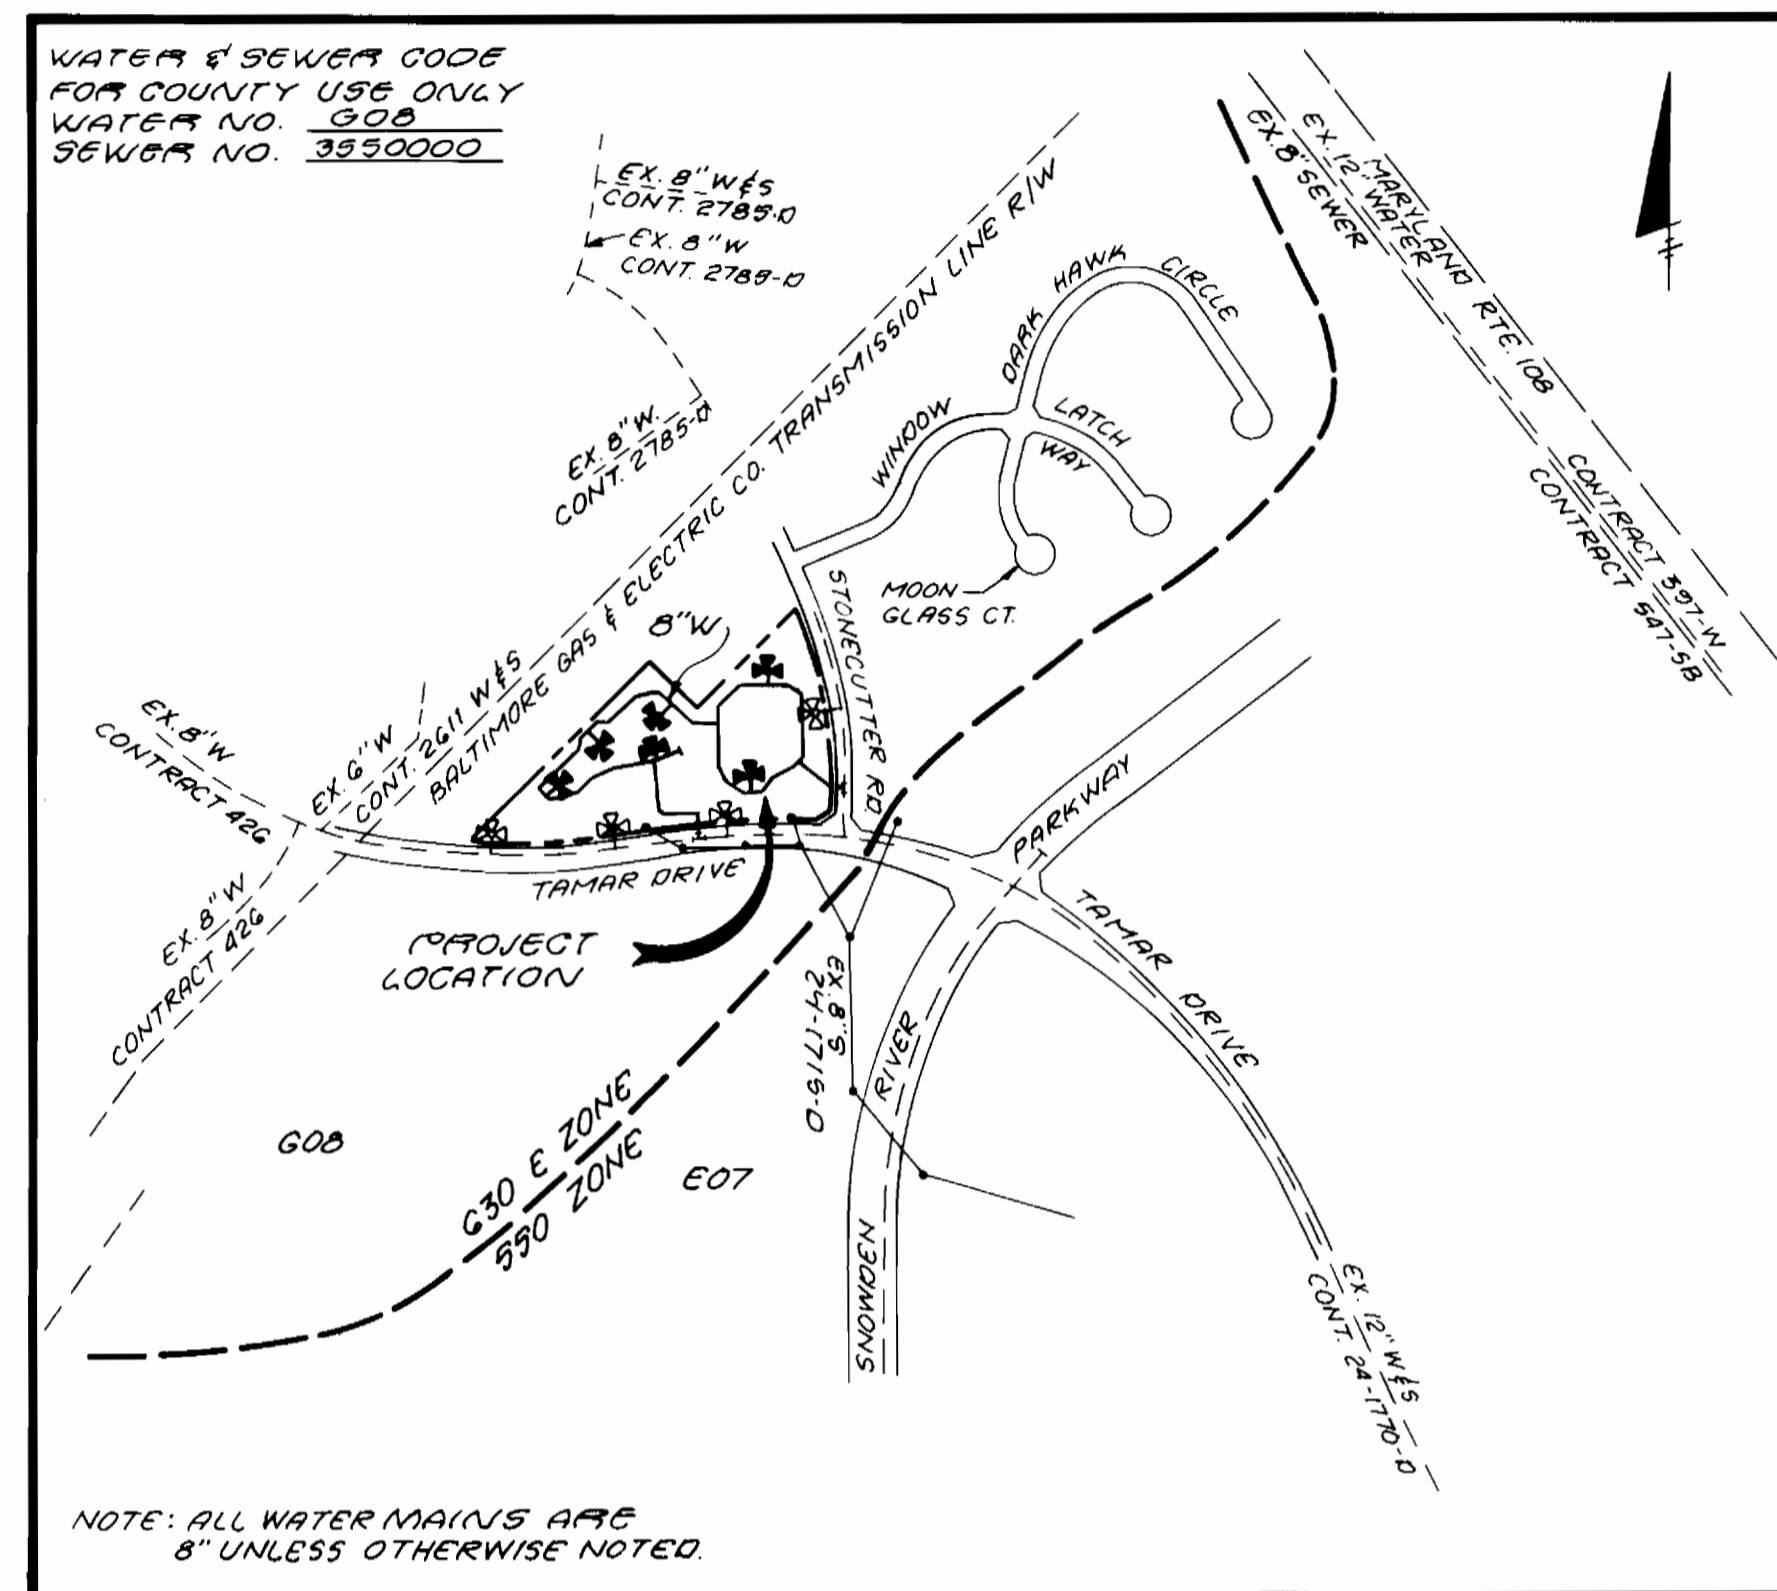 WATER & SEWER CODE
FOR COUNTY USE ONLY
WATER NO. G08
SEWER NO. 3550000
EX. 8" W&S
CONT. 2785-D
EX. 8" W
CONT. 2785-D
EX. 8" W.
CONT. 2785-D
BALTIMORE GAS & ELECTRIC CO. TRANSMISSION LINE R/W
MARYLAND RTE. 108
EX. 12" WATER
EX. 8" SEWER
CONTRACT 397-W
CONTRACT 547-SB
DARK HAWK CIRCLE
WINDOW LATCH WAY
MOON
GLASS CT.
STONECUTTER RD.
8" W
EX. 8" W
CONTRACT 426
EX. 6" W
CONT. 2611 W&S
EX. 8" W
CONTRACT 426
TAMAR DRIVE
PROJECT
LOCATION
SNOWDEN RIVER PARKWAY
TAMAR DRIVE
EX. 8" S
24-1715-D
G08
630 E ZONE
550 ZONE
E07
EX. 12" W&S
CONT. 24-1770-D
NOTE: ALL WATER MAINS ARE
8" UNLESS OTHERWISE NOTED.